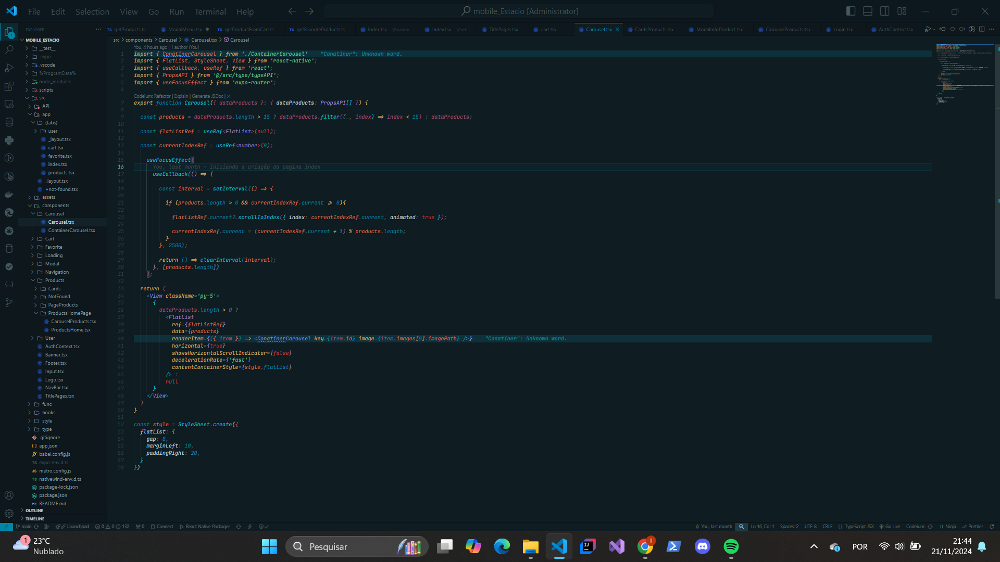 File Edit Selection View Go Run Terminal Help
mobile_Estacio [Administrator]
EXPLORER
getProducts.ts ModalMenu.tsx getProductFromCart.ts getFavoriteProducts.ts Index.tsx ...\Favorite Index.tsx ...\Cart TitlePages.tsx cart.tsx Carousel.tsx CardsProducts.tsx ModalInfoProduct.tsx CarouselProducts.tsx Login.tsx AuthContext.tsx
MOBILE_ESTACIO
__test__
.expo
.vscode
%ProgramData%
node_modules
scripts
src
API
app
(tabs)
user
_layout.tsx
cart.tsx
favorite.tsx
index.tsx
products.tsx
_layout.tsx
+not-found.tsx
assets
components
Carousel
Carousel.tsx
ContainerCarousel.tsx
Cart
Favorite
Loading
Modal
Navigation
Products
Cards
NotFound
PageProducts
ProductsHomePage
CarouselProducts.tsx
ProductsHome.tsx
User
AuthContext.tsx
Banner.tsx
Footer.tsx
Input.tsx
Logo.tsx
NavBar.tsx
TitlePages.tsx
func
hooks
style
type
.gitignore
app.json
babel.config.js
expo-env.d.ts
metro.config.js
nativewind-env.d.ts
package-lock.json
package.json
README.md
OUTLINE
TIMELINE
src > components > Carousel > Carousel.tsx > Carousel
You, 4 hours ago | 1 author (You)
1 import { ConatinerCarousel } from './ContainerCarousel' "Conatiner": Unknown word.
2 import { FlatList, StyleSheet, View } from 'react-native';
3 import { useCallback, useRef } from 'react';
4 import { PropsAPI } from '@/src/type/typeAPI';
5 import { useFocusEffect } from 'expo-router';
6
Codeium: Refactor | Explain | Generate JSDoc | X
7 export function Carousel({ dataProducts }: { dataProducts: PropsAPI[] }) {
8
9 const products = dataProducts.length > 15 ? dataProducts.filter((_, index) => index < 15) : dataProducts;
10
11 const flatListRef = useRef<FlatList>(null);
12
13 const currentIndexRef = useRef<number>(0);
14
15 useFocusEffect(
16 You, last month • iniciando a criação da pagina index
17 useCallback(() => {
18
19 const interval = setInterval(() => {
20
21 if (products.length > 0 && currentIndexRef.current >= 0){
22
23 flatListRef.current?.scrollToIndex({ index: currentIndexRef.current, animated: true });
24
25 currentIndexRef.current = (currentIndexRef.current + 1) % products.length;
26 }
27 }, 2500);
28
29 return () => clearInterval(interval);
30 }, [products.length])
31 );
32
33 return (
34 <View className='py-5'>
35 {
36 dataProducts.length > 0 ?
37 <FlatList
38 ref={flatListRef}
39 data={products}
40 renderItem={({ item }) => <ConatinerCarousel key={item.id} image={item.images[0].imagePath} />} "Conatiner": Unknown word.
41 horizontal={true}
42 showsHorizontalScrollIndicator={false}
43 decelerationRate={'fast'}
44 contentContainerStyle={style.flatList}
45 /> :
46 null
47 }
48 </View>
49 )
50 }
51
52 const style = StyleSheet.create({
53 flatList: {
54 gap: 8,
55 marginLeft: 10,
56 paddingRight: 20,
57 }
58 })
main Launchpad 0 0 132 0 Connect React Native Packager You, last month Ln 16, Col 1 Spaces: 2 UTF-8 CRLF {} TypeScript JSX Go Live Codeium: Ninja Prettier
1 23°C
Nublado
Pesquisar
POR
21:44
21/11/2024